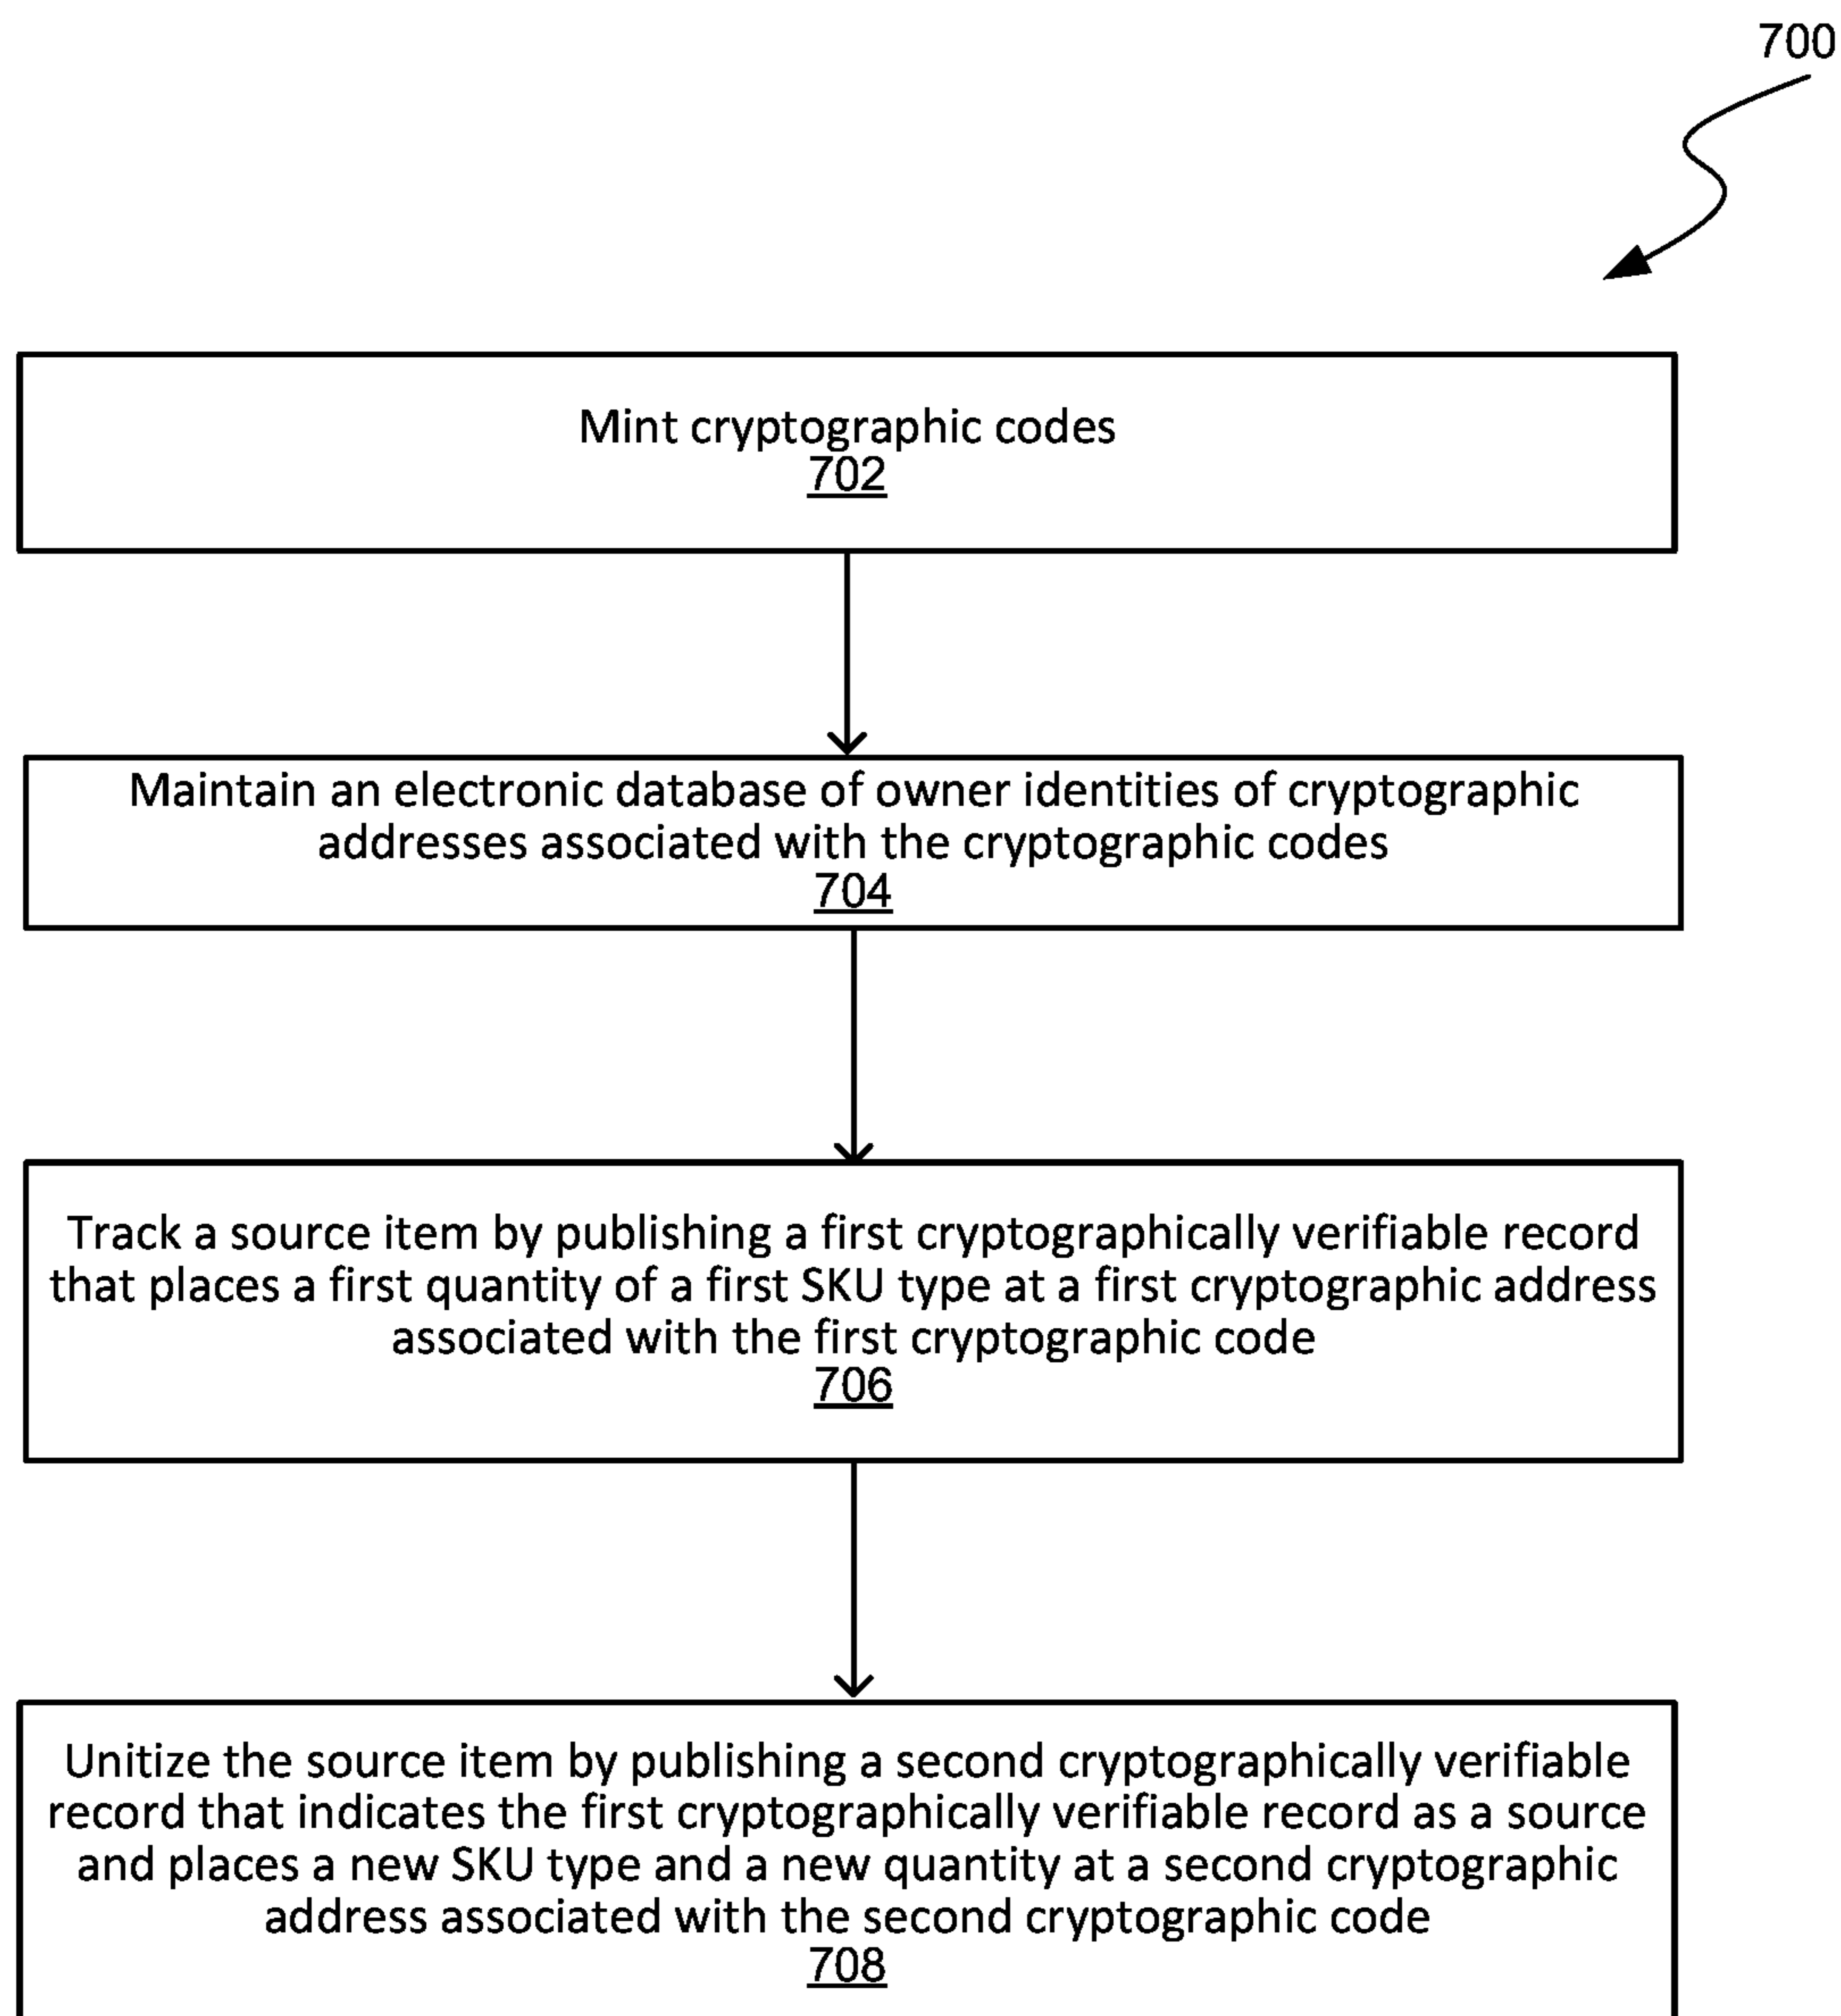 700
Mint cryptographic codes
702
Maintain an electronic database of owner identities of cryptographic
addresses associated with the cryptographic codes
704
Track a source item by publishing a first cryptographically verifiable record
that places a first quantity of a first SKU type at a first cryptographic address
associated with the first cryptographic code
706
Unitize the source item by publishing a second cryptographically verifiable
record that indicates the first cryptographically verifiable record as a source
and places a new SKU type and a new quantity at a second cryptographic
address associated with the second cryptographic code
708